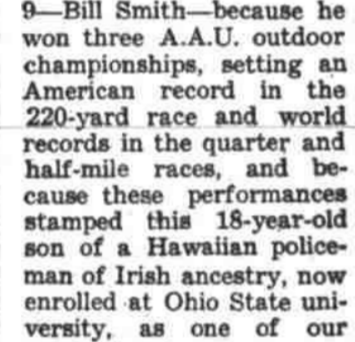 9—Bill Smith—because he
won three A.A.U. outdoor
championships, setting an
American record in the
220-yard race and world
records in the quarter and
half-mile races, and be-
cause these performances
stamped this 18-year-old
son of a Hawaiian police-
man of Irish ancestry, now
enrolled at Ohio State uni-
versity, as one of our